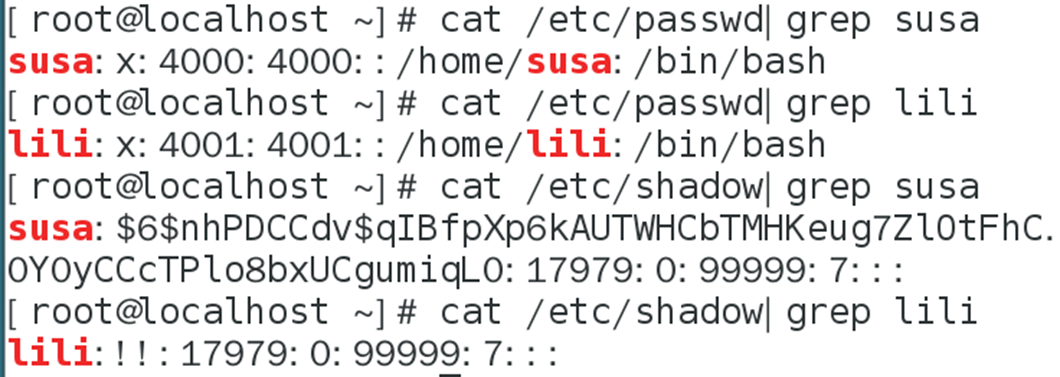 [root@localhost ~]# cat /etc/passwd| grep susa
susa:x:4000:4000::/home/susa:/bin/bash
[root@localhost ~]# cat /etc/passwd| grep lili
lili:x:4001:4001::/home/lili:/bin/bash
[root@localhost ~]# cat /etc/shadow| grep susa
susa:$6$nhPDCCdv$qIBfpXp6kAUTWHCbTMHKeug7ZlOtFhC.
0Y0yCCcTPlo8bxUCgumiqL0:17979:0:99999:7:::
[root@localhost ~]# cat /etc/shadow| grep lili
lili:!!:17979:0:99999:7:::